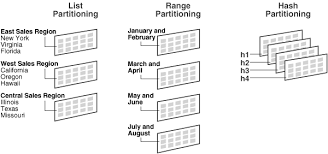 List
Partitioning
East Sales Region
New York
Virginia
Florida
West Sales Region
California
Oregon
Hawaii
Central Sales Region
Illinois
Texas
Missouri
Range
Partitioning
January and
February
March and
April
May and
June
July and
August
Hash
Partitioning
h1
h2
h3
h4